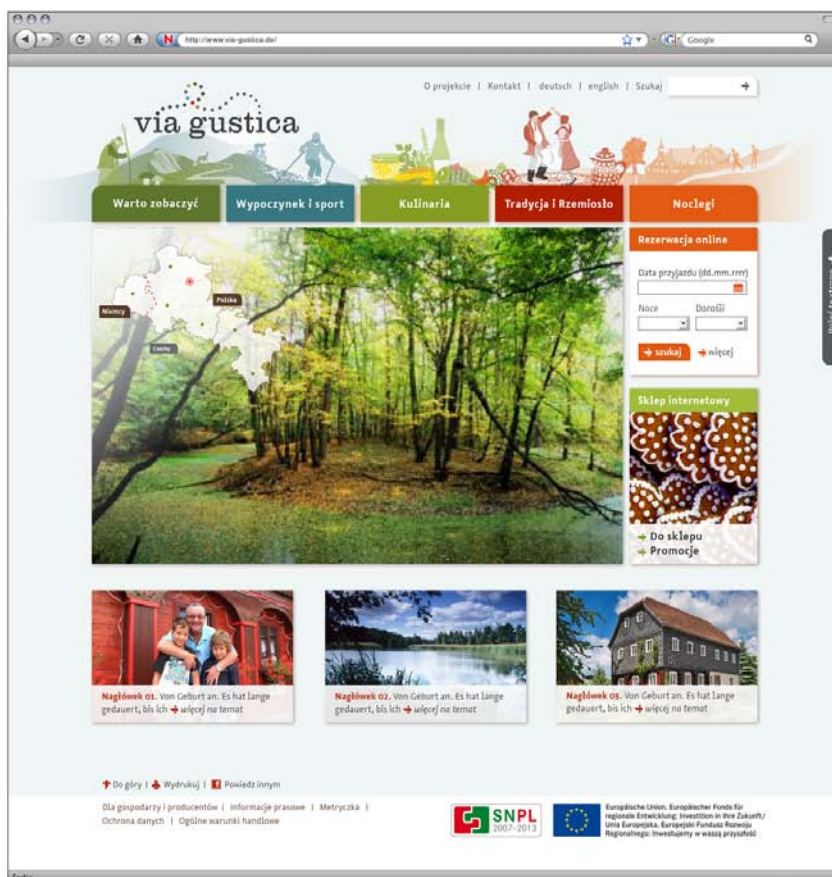 http://www.via-gustica.de/
Google
O projekcie | Kontakt | deutsch | english | Szukaj
via gustica
Warto zobaczyć
Wypoczynek i sport
Kulinaria
Tradycja i Rzemiosło
Noclegi
Niemcy
Polska
Czechy
Rezerwacja online
Data przyjazdu (dd.mm.rrrr)
Noce Dorośli
szukaj więcej
Sklep internetowy
Do sklepu
Promocje
Nagłówek 01. Von Geburt an. Es hat lange
gedauert, bis ich więcej na temat
Nagłówek 02. Von Geburt an. Es hat lange
gedauert, bis ich więcej na temat
Nagłówek 03. Von Geburt an. Es hat lange
gedauert, bis ich więcej na temat
Do góry | Wydrukuj | Powiedz innym
Dla gospodarzy i producentów | Informacje prasowe | Metryczka |
Ochrona danych | Ogólne warunki handlowe
SNPL
2007-2013
Europäische Union. Europäischer Fonds für
regionale Entwicklung: Investition in Ihre Zukunft/
Unia Europejska. Europejski Fundusz Rozwoju
Regionalnego: Inwestujemy w waszą przyszłość